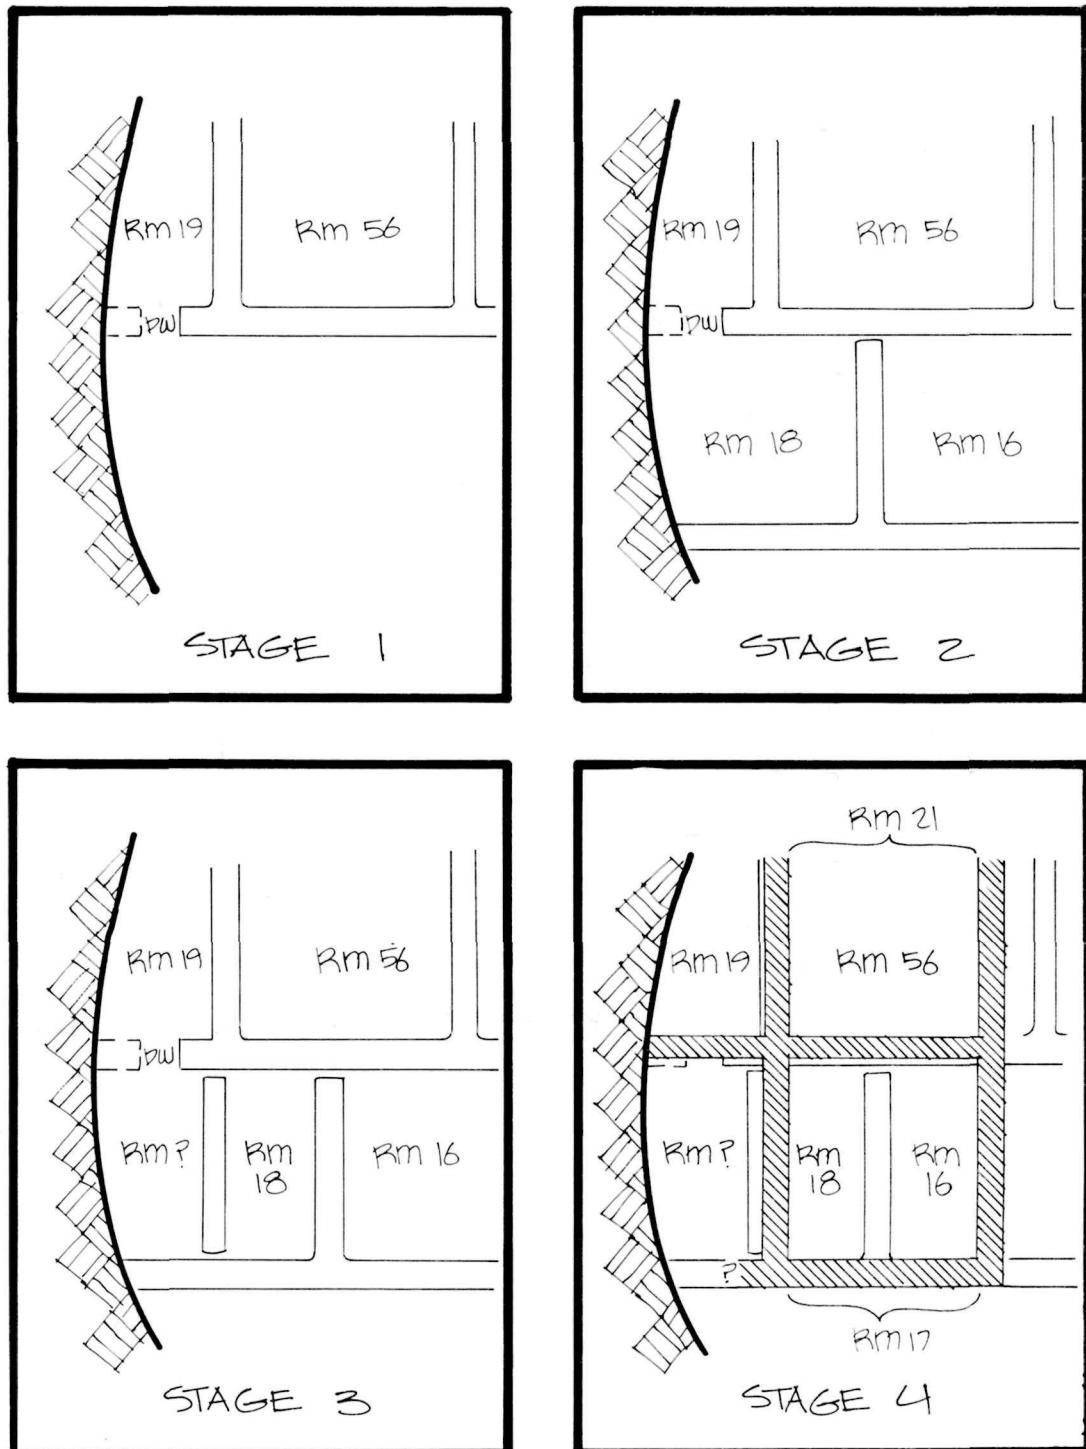 Rm 19
Rm 56
DW
STAGE 1
Rm 19
Rm 56
DW
Rm 18
Rm 16
STAGE 2
Rm 19
Rm 56
DW
Rm ?
Rm
18
Rm 16
STAGE 3
Rm 21
Rm 19
Rm 56
Rm ?
Rm
18
Rm
16
?
Rm 17
STAGE 4